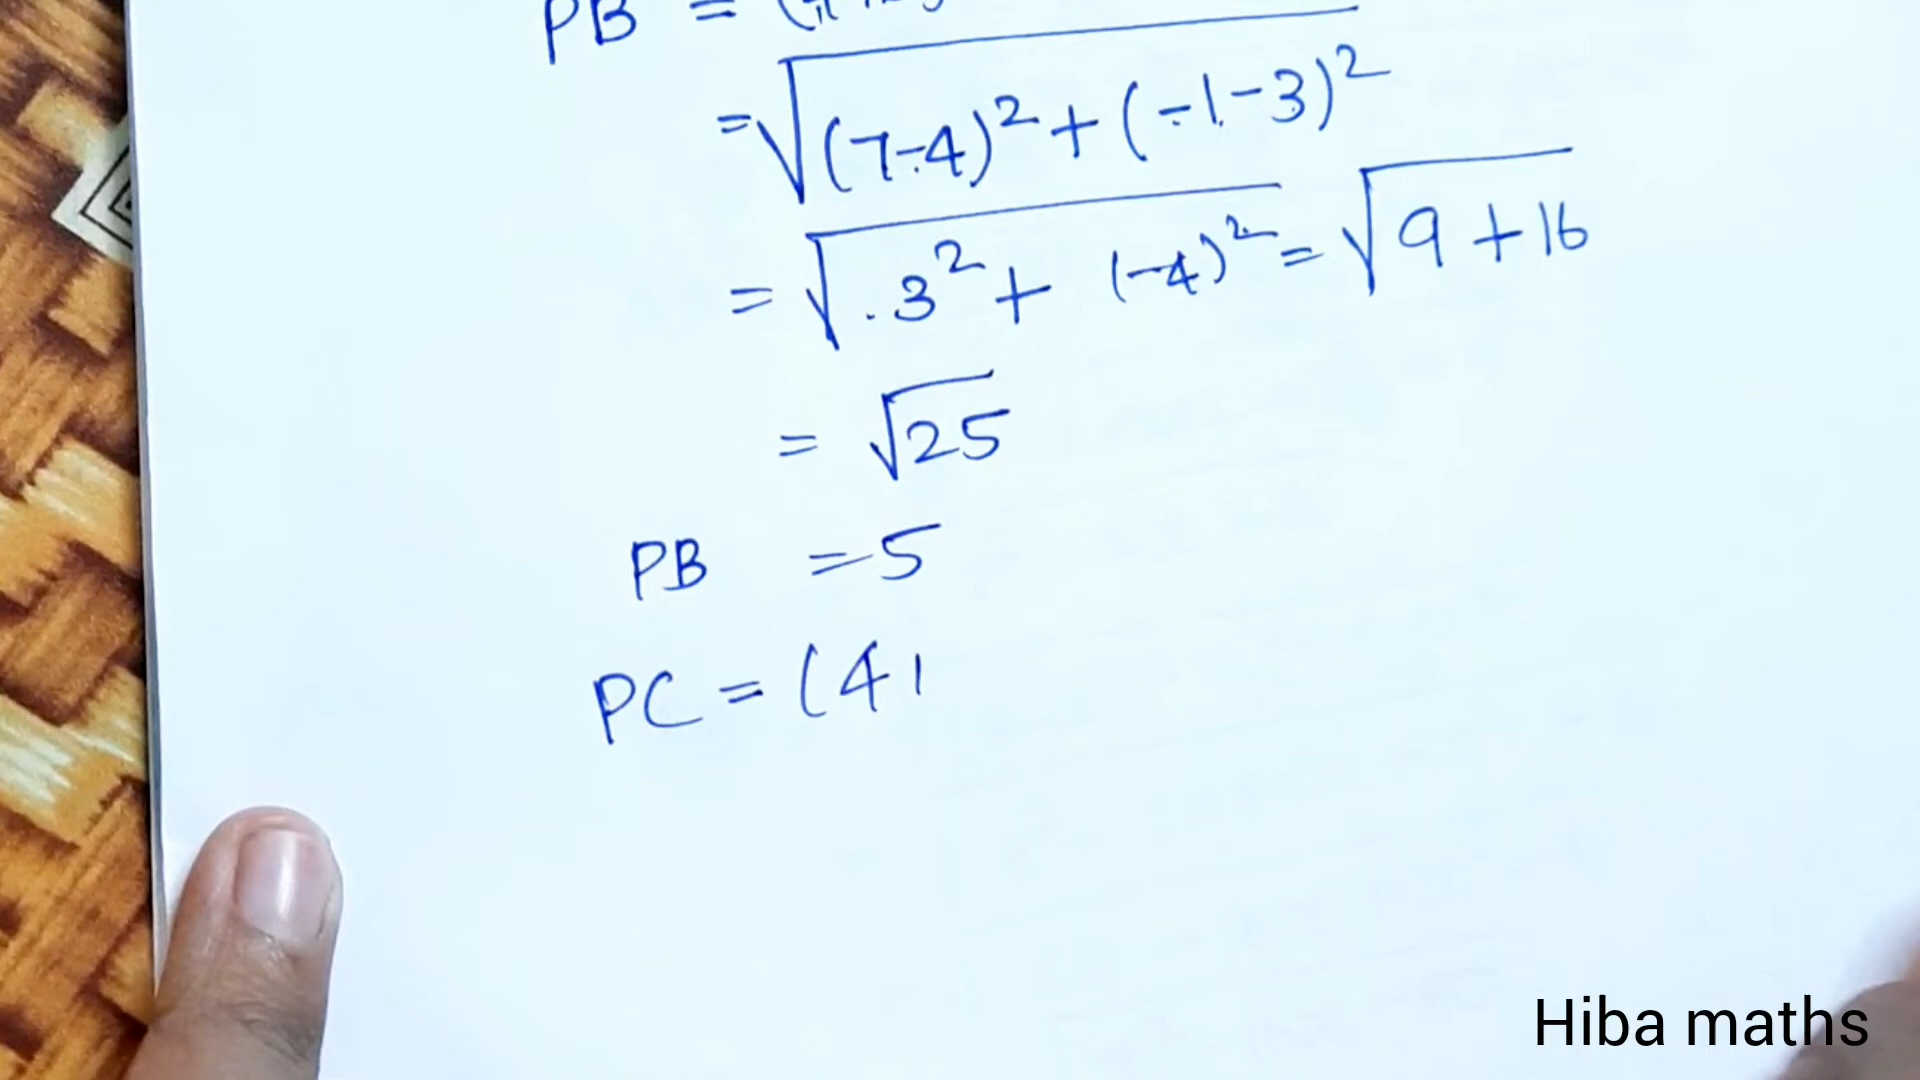 PB = (
=√(7-4)²+(-1-3)²
= √.3²+ (-4)² = √9+16
= √25
PB =5
PC = (4,
Hiba maths